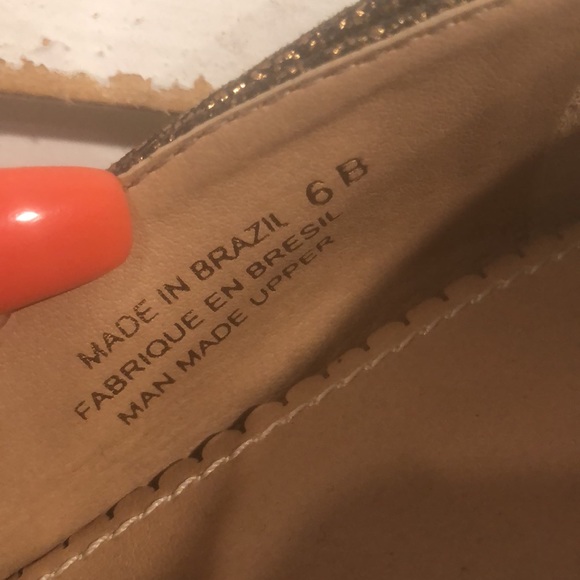 MADE IN BRAZIL 6 B
FABRIQUE EN BRESIL
MAN MADE UPPER